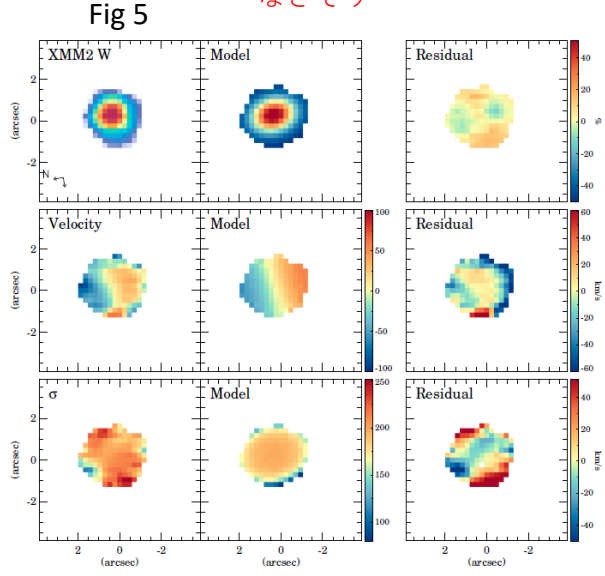 Fig 5
XMM2 W
Model
Residual
2
0
-2
(arcsec)
N
40
20
0
-20
-40
%
Velocity
Model
Residual
2
0
-2
(arcsec)
100
50
0
-50
-100
60
40
20
0
-20
-40
-60
km/s
σ
Model
Residual
2
0
-2
(arcsec)
250
200
150
100
40
20
0
-20
-40
km/s
2 0 -2
2 0 -2
2 0 -2
(arcsec)
(arcsec)
(arcsec)